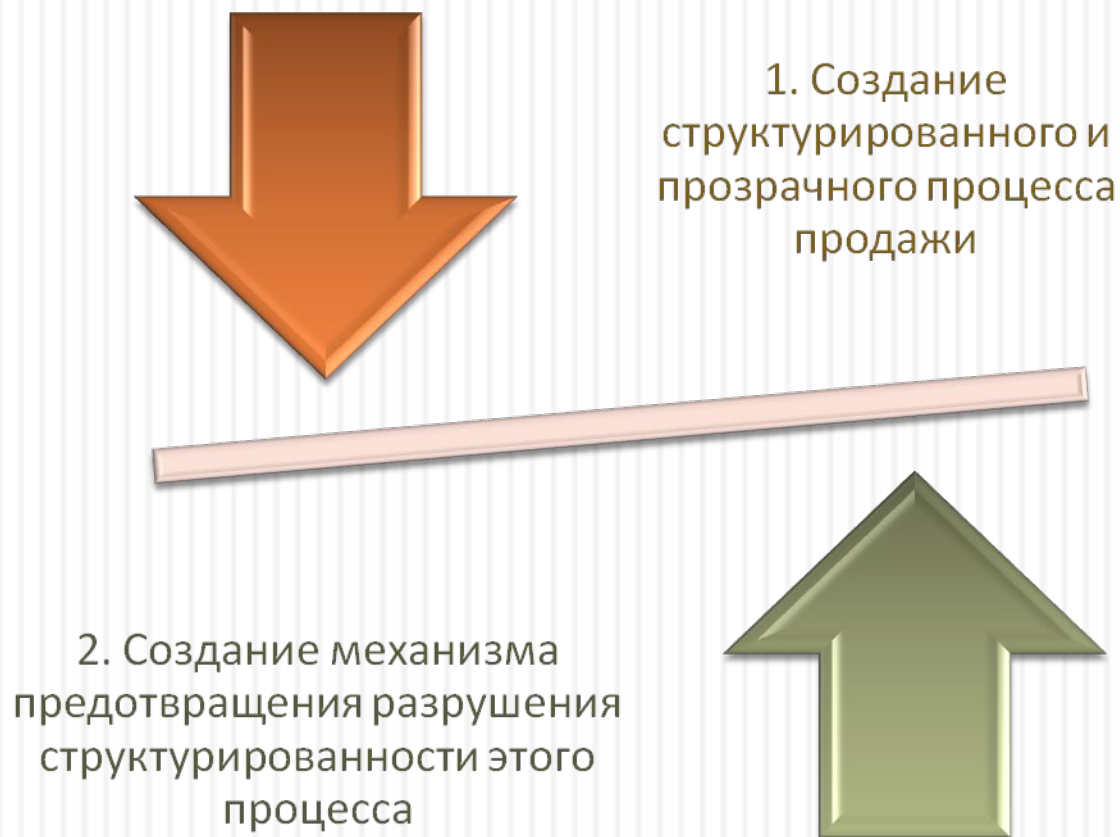 1. Создание
структурированного и
прозрачного процесса
продажи
2. Создание механизма
предотвращения разрушения
структурированности этого
процесса